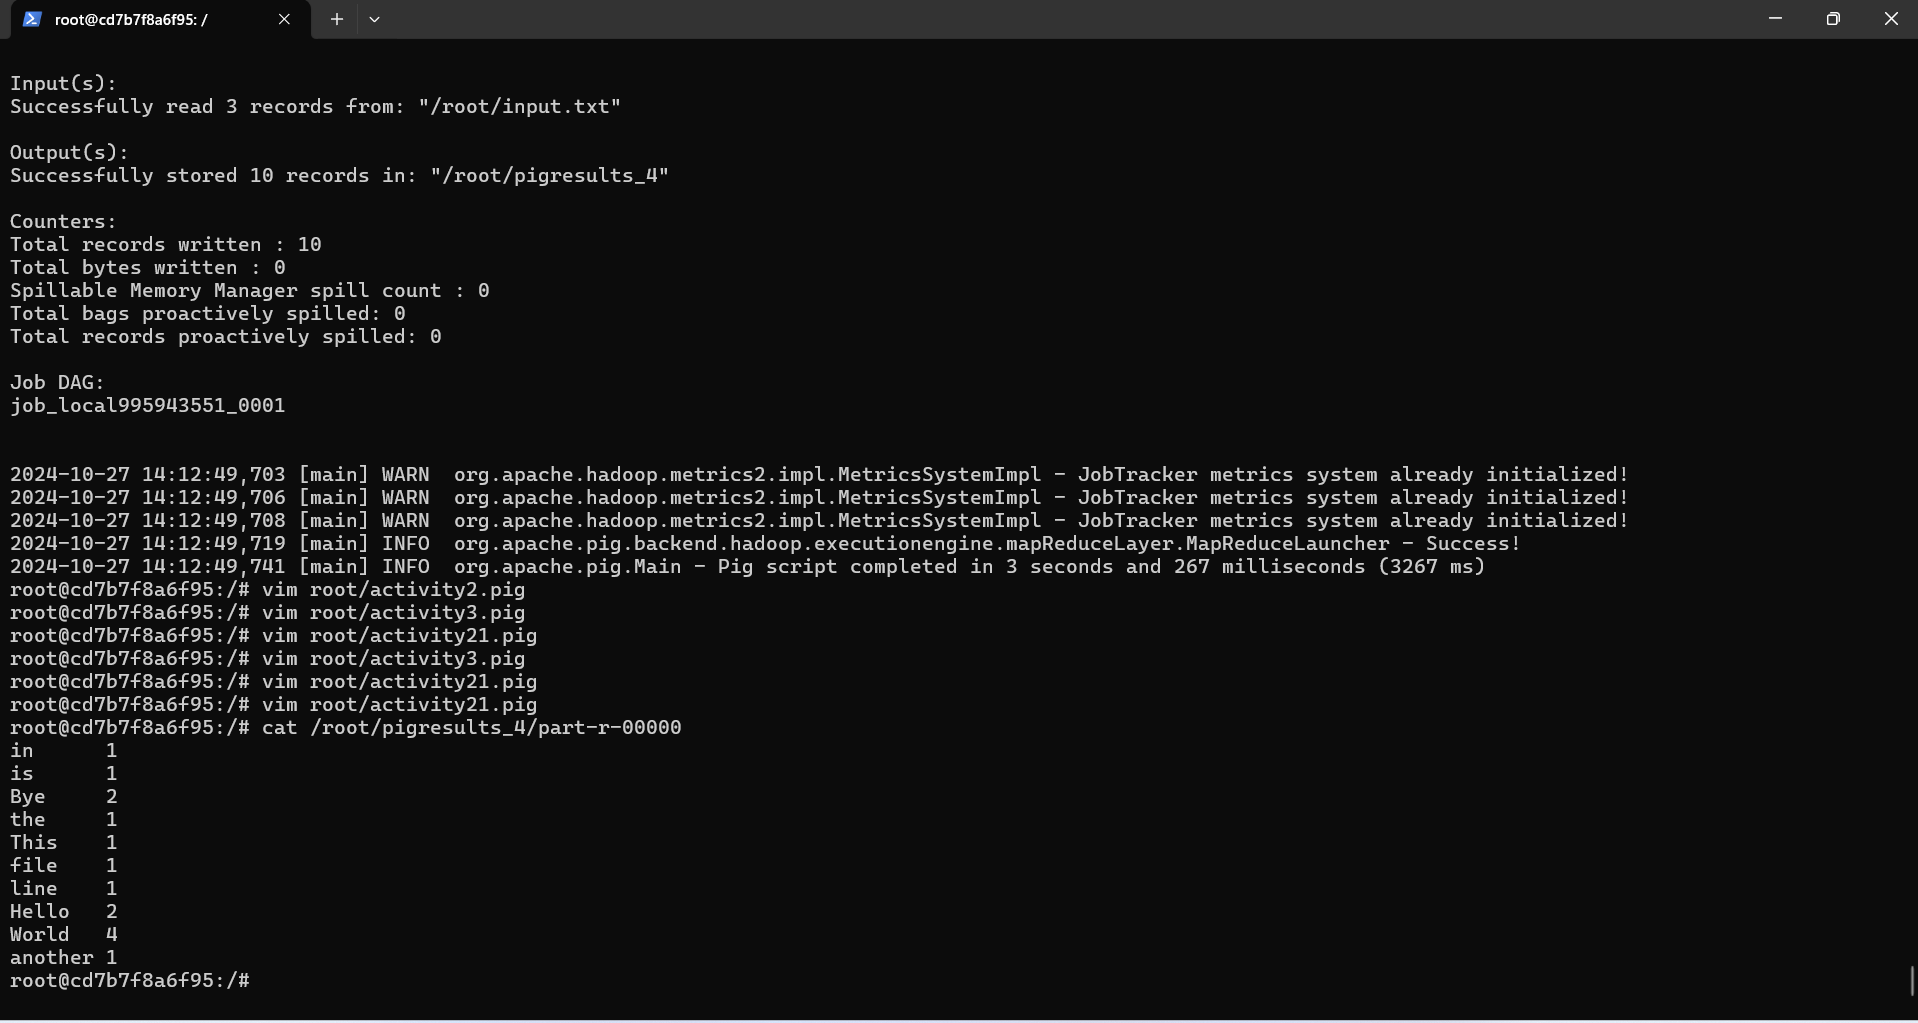 root@cd7b7f8a6f95: /
Input(s):
Successfully read 3 records from: "/root/input.txt"
Output(s):
Successfully stored 10 records in: "/root/pigresults_4"
Counters:
Total records written : 10
Total bytes written : 0
Spillable Memory Manager spill count : 0
Total bags proactively spilled: 0
Total records proactively spilled: 0
Job DAG:
job_local995943551_0001
2024-10-27 14:12:49,703 [main] WARN  org.apache.hadoop.metrics2.impl.MetricsSystemImpl - JobTracker metrics system already initialized!
2024-10-27 14:12:49,706 [main] WARN  org.apache.hadoop.metrics2.impl.MetricsSystemImpl - JobTracker metrics system already initialized!
2024-10-27 14:12:49,708 [main] WARN  org.apache.hadoop.metrics2.impl.MetricsSystemImpl - JobTracker metrics system already initialized!
2024-10-27 14:12:49,719 [main] INFO  org.apache.pig.backend.hadoop.executionengine.mapReduceLayer.MapReduceLauncher - Success!
2024-10-27 14:12:49,741 [main] INFO  org.apache.pig.Main - Pig script completed in 3 seconds and 267 milliseconds (3267 ms)
root@cd7b7f8a6f95:/# vim root/activity2.pig
root@cd7b7f8a6f95:/# vim root/activity3.pig
root@cd7b7f8a6f95:/# vim root/activity21.pig
root@cd7b7f8a6f95:/# vim root/activity3.pig
root@cd7b7f8a6f95:/# vim root/activity21.pig
root@cd7b7f8a6f95:/# vim root/activity21.pig
root@cd7b7f8a6f95:/# cat /root/pigresults_4/part-r-00000
in      1
is      1
Bye     2
the     1
This    1
file    1
line    1
Hello   2
World   4
another 1
root@cd7b7f8a6f95:/#